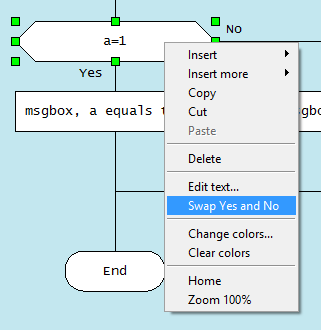 No
a=1
Yes
msgbox, a equals
End
Insert
Insert more
Copy
Cut
Paste
Delete
Edit text...
Swap Yes and No
Change colors...
Clear colors
Home
Zoom 100%